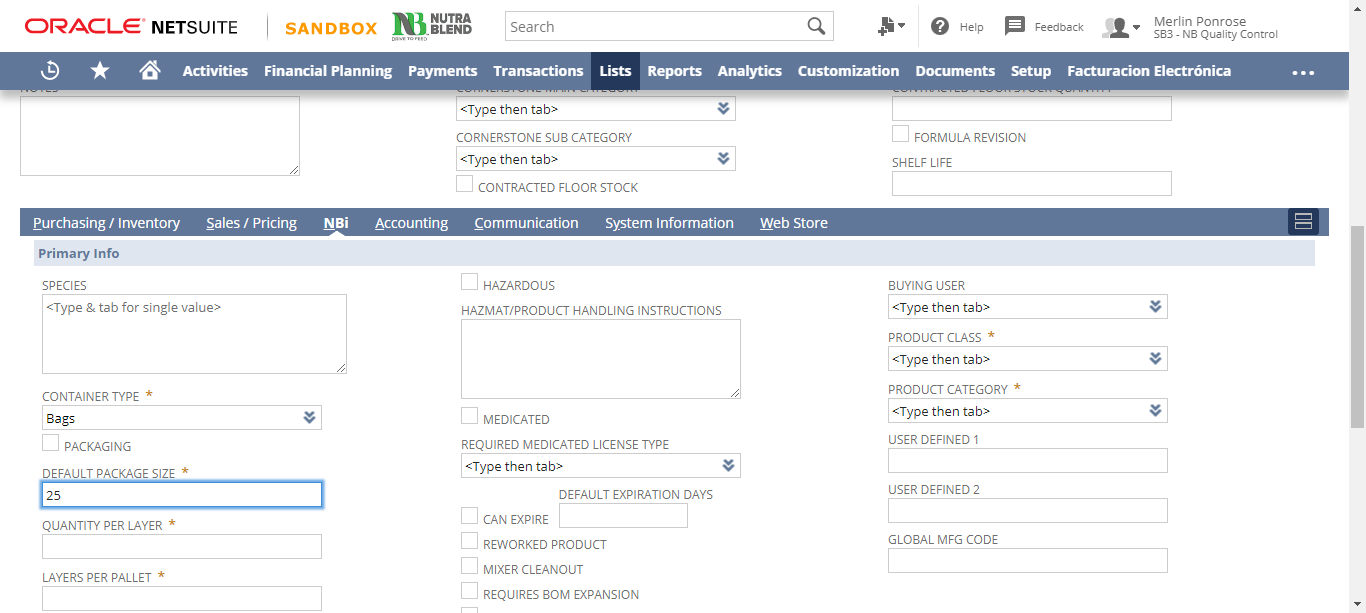 ORACLE NETSUITE
SANDBOX
NB NUTRA BLEND
DRIVE TO FEED
Search
Help
Feedback
Merlin Ponrose
SB3 - NB Quality Control
Activities Financial Planning Payments Transactions Lists Reports Analytics Customization Documents Setup Facturacion Electrónica
NOTES
CORNERSTONE MAIN CATEGORY
<Type then tab>
CORNERSTONE SUB CATEGORY
<Type then tab>
CONTRACTED FLOOR STOCK
CONTRACTED FLOOR STOCK QUANTITY
FORMULA REVISION
SHELF LIFE
Purchasing / Inventory Sales / Pricing NBi Accounting Communication System Information Web Store
Primary Info
SPECIES
<Type & tab for single value>
CONTAINER TYPE *
Bags
PACKAGING
DEFAULT PACKAGE SIZE *
25
QUANTITY PER LAYER *
LAYERS PER PALLET *
HAZARDOUS
HAZMAT/PRODUCT HANDLING INSTRUCTIONS
MEDICATED
REQUIRED MEDICATED LICENSE TYPE
<Type then tab>
DEFAULT EXPIRATION DAYS
CAN EXPIRE
REWORKED PRODUCT
MIXER CLEANOUT
REQUIRES BOM EXPANSION
BUYING USER
<Type then tab>
PRODUCT CLASS *
<Type then tab>
PRODUCT CATEGORY *
<Type then tab>
USER DEFINED 1
USER DEFINED 2
GLOBAL MFG CODE